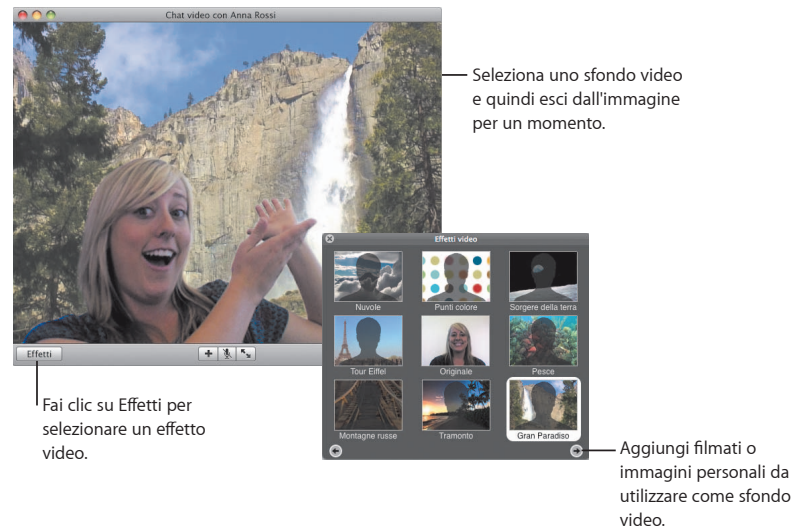 Chat video con Anna Rossi
Seleziona uno sfondo video
e quindi esci dall'immagine
per un momento.
Effetti video
Nuvole
Punti colore
Sorgere della terra
Tour Eiffel
Originale
Pesce
Montagne russe
Tramonto
Gran Paradiso
Effetti
Fai clic su Effetti per
selezionare un effetto
video.
Aggiungi filmati o
immagini personali da
utilizzare come sfondo
video.